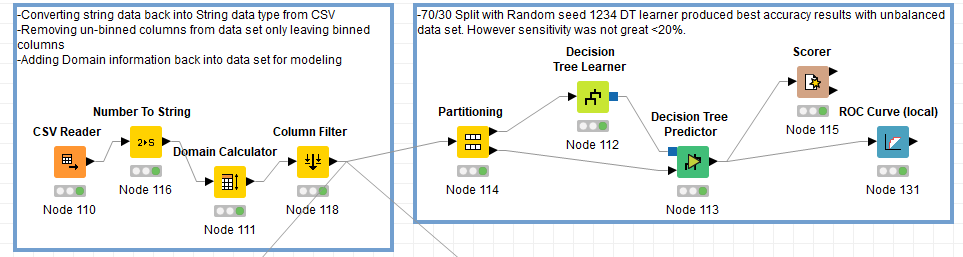 -Converting string data back into String data type from CSV
-Removing un-binned columns from data set only leaving binned
columns
-Adding Domain information back into data set for modeling
Number To String
CSV Reader
2▸S
Domain Calculator
Column Filter
Node 110
Node 116
Node 111
Node 118
-70/30 Split with Random seed 1234 DT learner produced best accuracy results with unbalanced
data set. However sensitivity was not great <20%.
Decision
Tree Learner
Scorer
Partitioning
Decision Tree
Predictor
ROC Curve (local)
Node 112
Node 115
Node 114
Node 113
Node 131